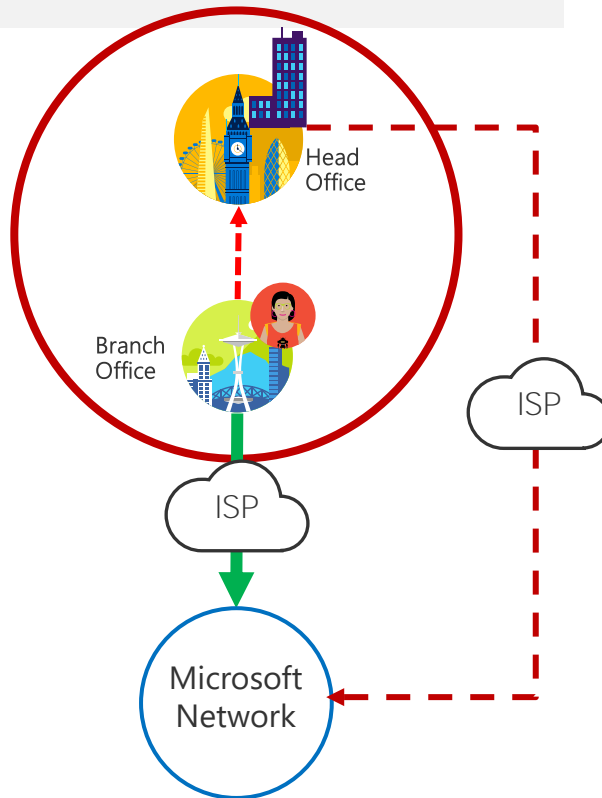 Head
Office
Branch
Office
ISP
ISP
Microsoft
Network